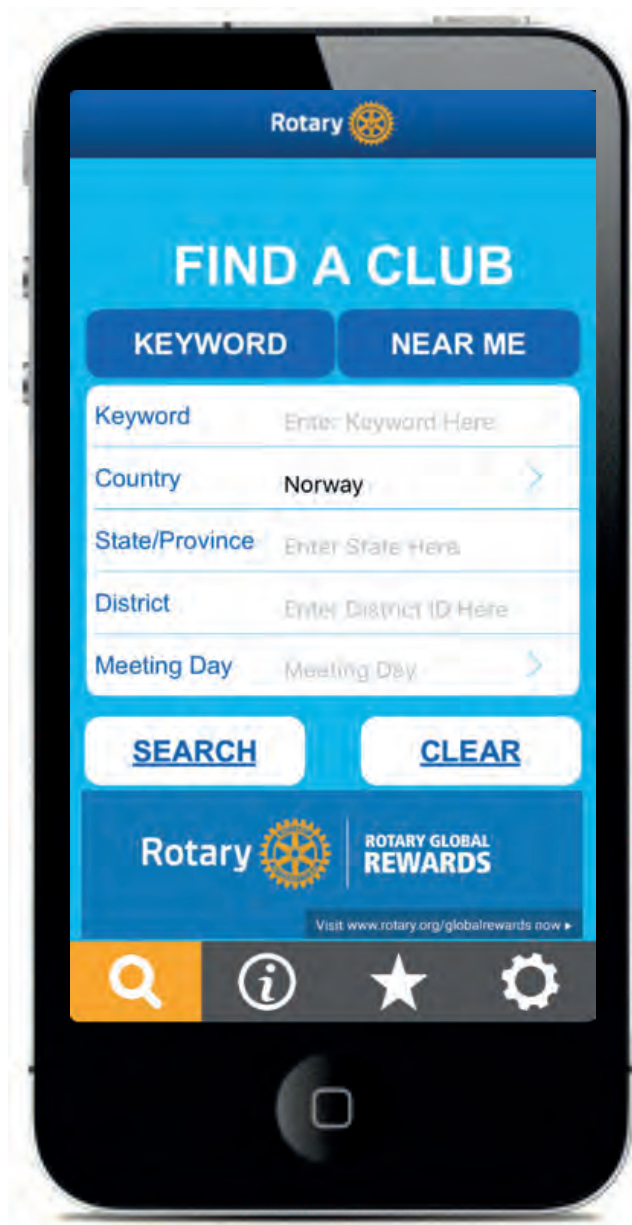 Rotary
FIND A CLUB
KEYWORD NEAR ME
Keyword Enter Keyword Here
Country Norway
State/Province Enter State Here
District Enter District ID Here
Meeting Day Meeting Day
SEARCH CLEAR
Rotary ROTARY GLOBAL
REWARDS
Visit www.rotary.org/globalrewards now